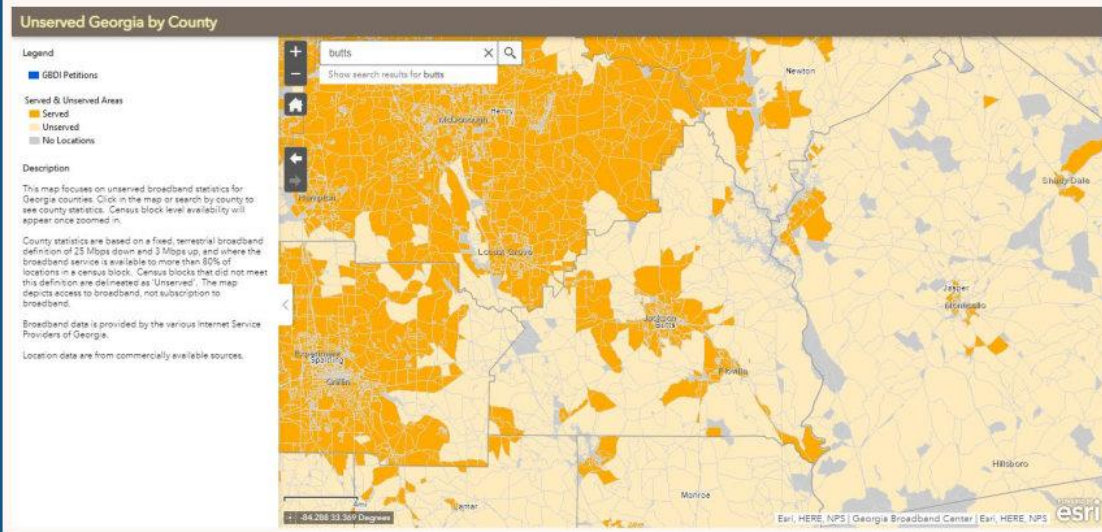 Unserved Georgia by County
Legend
GBDI Petitions
Served & Unserved Areas
Served
Unserved
No Locations
Description
This map focuses on unserved broadband statistics for
Georgia counties. Click in the map or search by county to
see county statistics. Census block level availability will
appear once zoomed in.
County statistics are based on a fixed, terrestrial broadband
definition of 25 Mbps down and 3 Mbps up, and where the
broadband service is available to more than 80% of
locations in a census block. Census blocks that did not meet
this definition are delineated as 'Unserved'. The map
depicts access to broadband, not subscription to
broadband.
Broadband data is provided by the various Internet Service
Providers of Georgia.
Location data are from commercially available sources.
+
butts
Show search results for butts
−
Newton
Henry
McDonough
Hampton
Shady Dale
Locust Grove
Jasper
Monticello
Jackson
Butts
Experiment
Spalding
Griffin
Flovilla
Hillsboro
Monroe
Lamar
4mi
-84.288 33.369 Degrees
Esri, HERE, NPS | Georgia Broadband Center | Esri, HERE, NPS
POWERED BY
esri